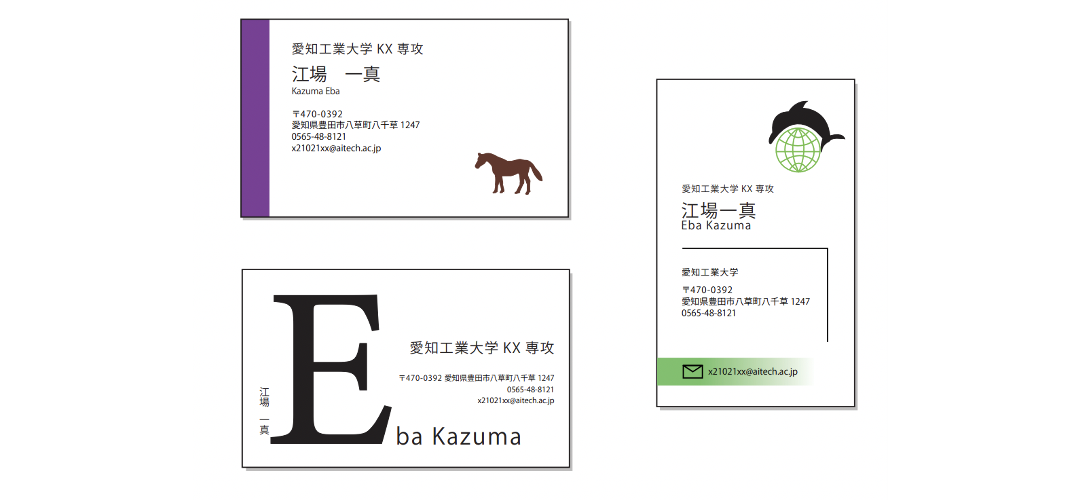 愛知工業大学 KX 専攻
江場　一真
Kazuma Eba
〒470-0392
愛知県豊田市八草町八千草 1247
0565-48-8121
x21021xx@aitech.ac.jp
愛知工業大学 KX 専攻
〒470-0392 愛知県豊田市八草町八千草 1247
0565-48-8121
x21021xx@aitech.ac.jp
江場　一真
Eba Kazuma
愛知工業大学 KX 専攻
江場一真
Eba Kazuma
愛知工業大学
〒470-0392
愛知県豊田市八草町八千草 1247
0565-48-8121
x21021xx@aitech.ac.jp